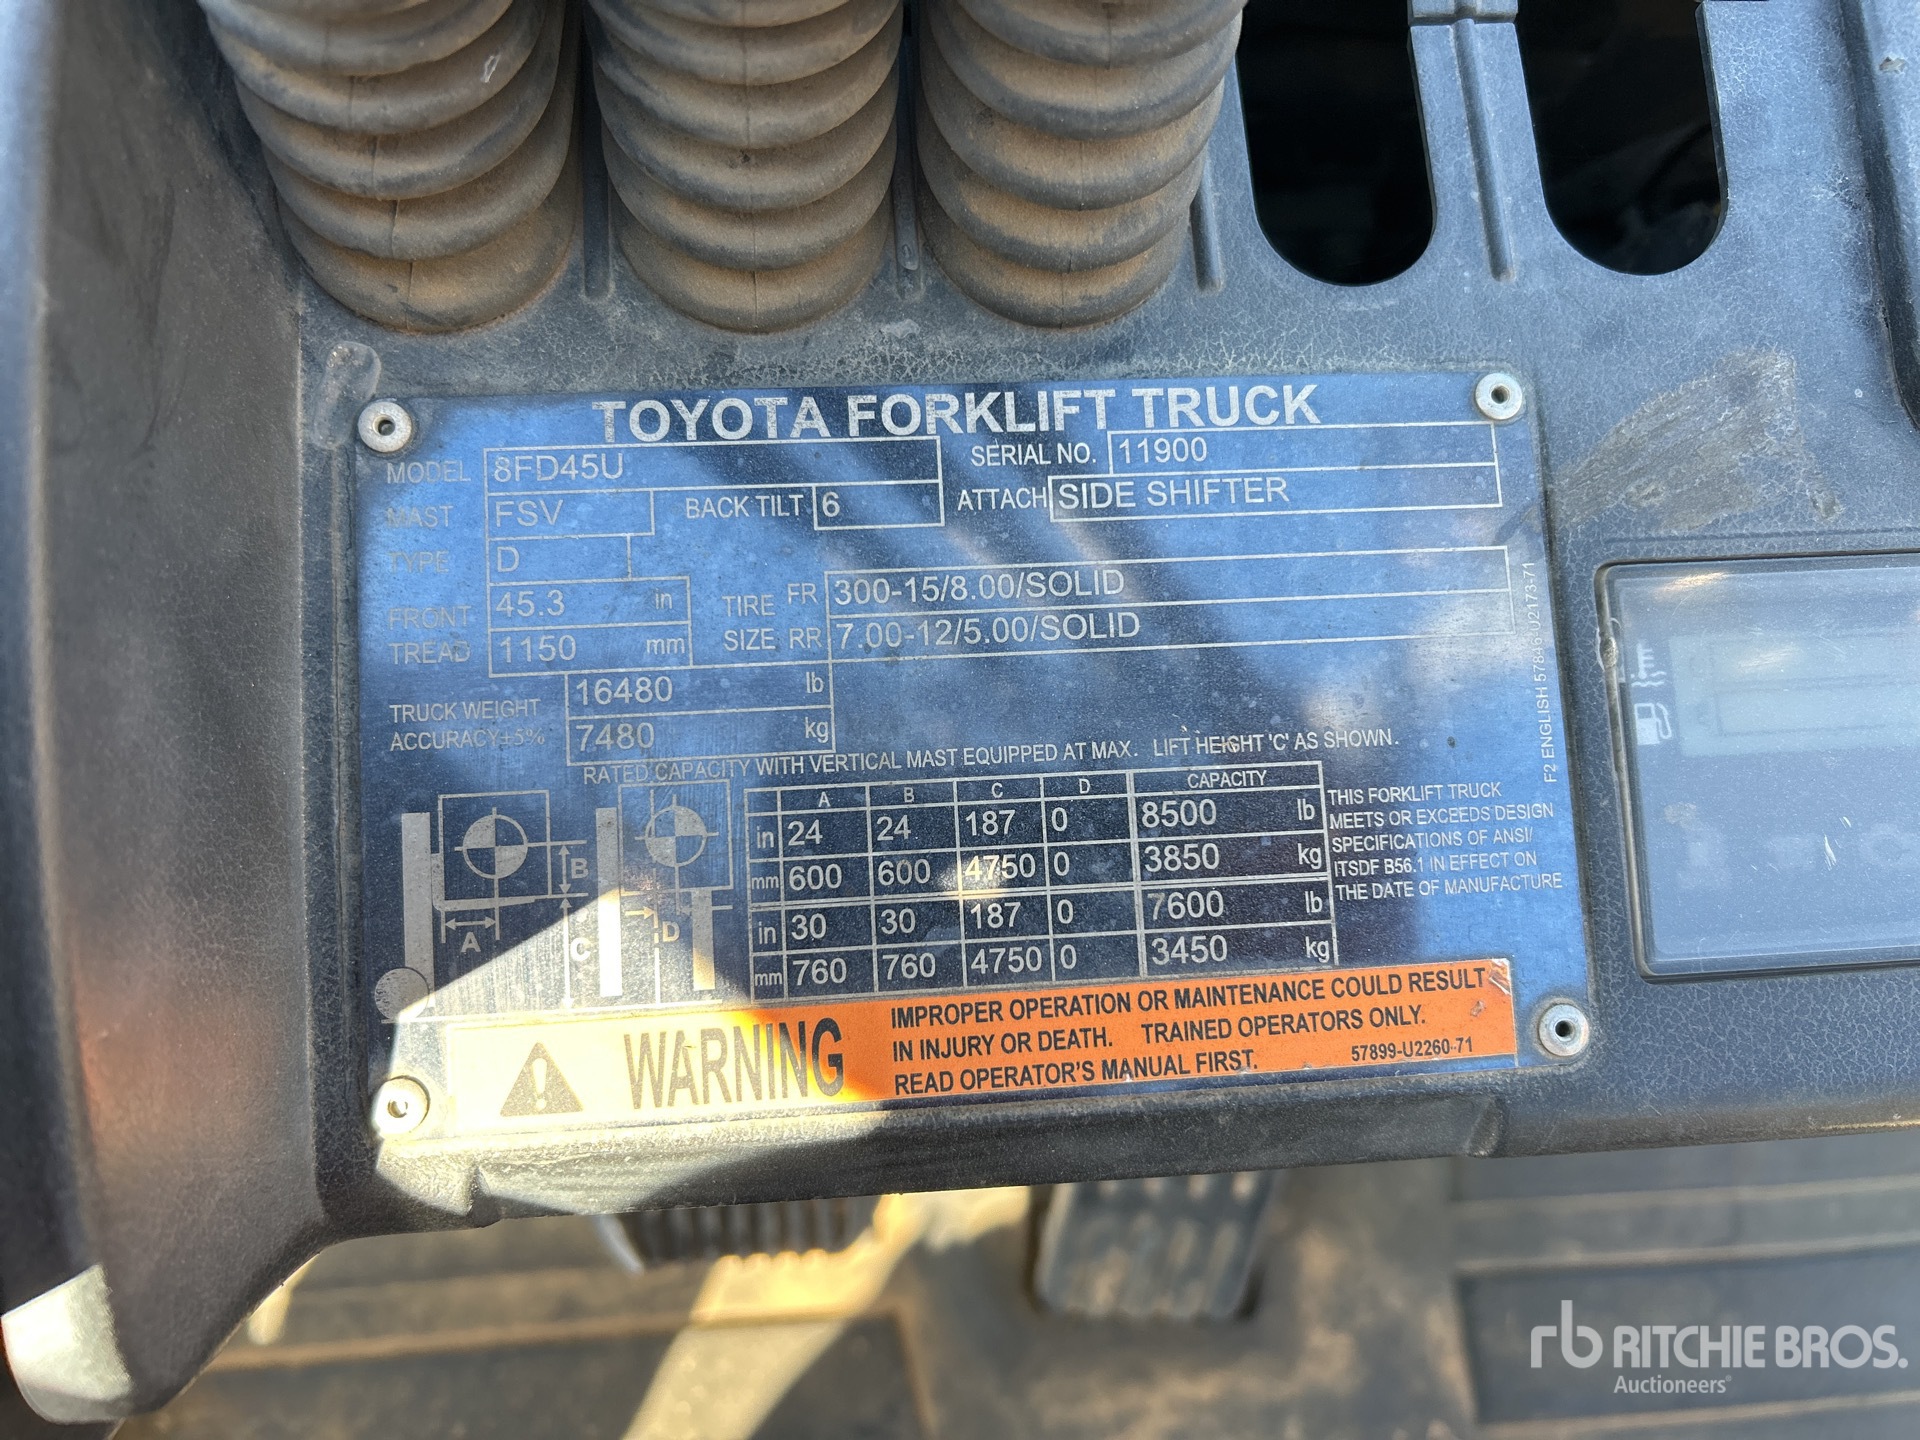 TOYOTA FORKLIFT TRUCK
MODEL 8FD45U SERIAL NO. 11900
MAST FSV BACK TILT 6 ATTACH SIDE SHIFTER
TYPE D
FRONT TREAD 45.3 in
1150 mm
TIRE SIZE FR 300-15/8.00/SOLID
RR 7.00-12/5.00/SOLID
TRUCK WEIGHT 16480 lb
ACCURACY±5% 7480 kg
RATED CAPACITY WITH VERTICAL MAST EQUIPPED AT MAX. LIFT HEIGHT 'C' AS SHOWN.
A B C D CAPACITY
in 24 24 187 0 8500 lb
mm 600 600 4750 0 3850 kg
in 30 30 187 0 7600 lb
mm 760 760 4750 0 3450 kg
B
A C D
THIS FORKLIFT TRUCK
MEETS OR EXCEEDS DESIGN
SPECIFICATIONS OF ANSI/
ITSDF B56.1 IN EFFECT ON
THE DATE OF MANUFACTURE
F2 ENGLISH 57846-U2173-71
WARNING
IMPROPER OPERATION OR MAINTENANCE COULD RESULT
IN INJURY OR DEATH. TRAINED OPERATORS ONLY.
READ OPERATOR'S MANUAL FIRST. 57899-U2260-71
rb RITCHIE BROS.
Auctioneers